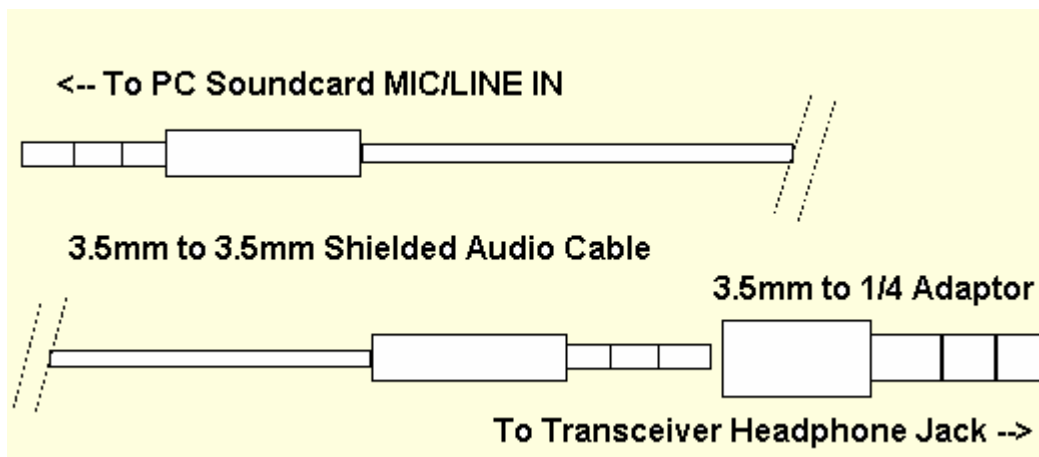 <-- To PC Soundcard MIC/LINE IN
3.5mm to 3.5mm Shielded Audio Cable
3.5mm to 1/4 Adaptor
To Transceiver Headphone Jack -->